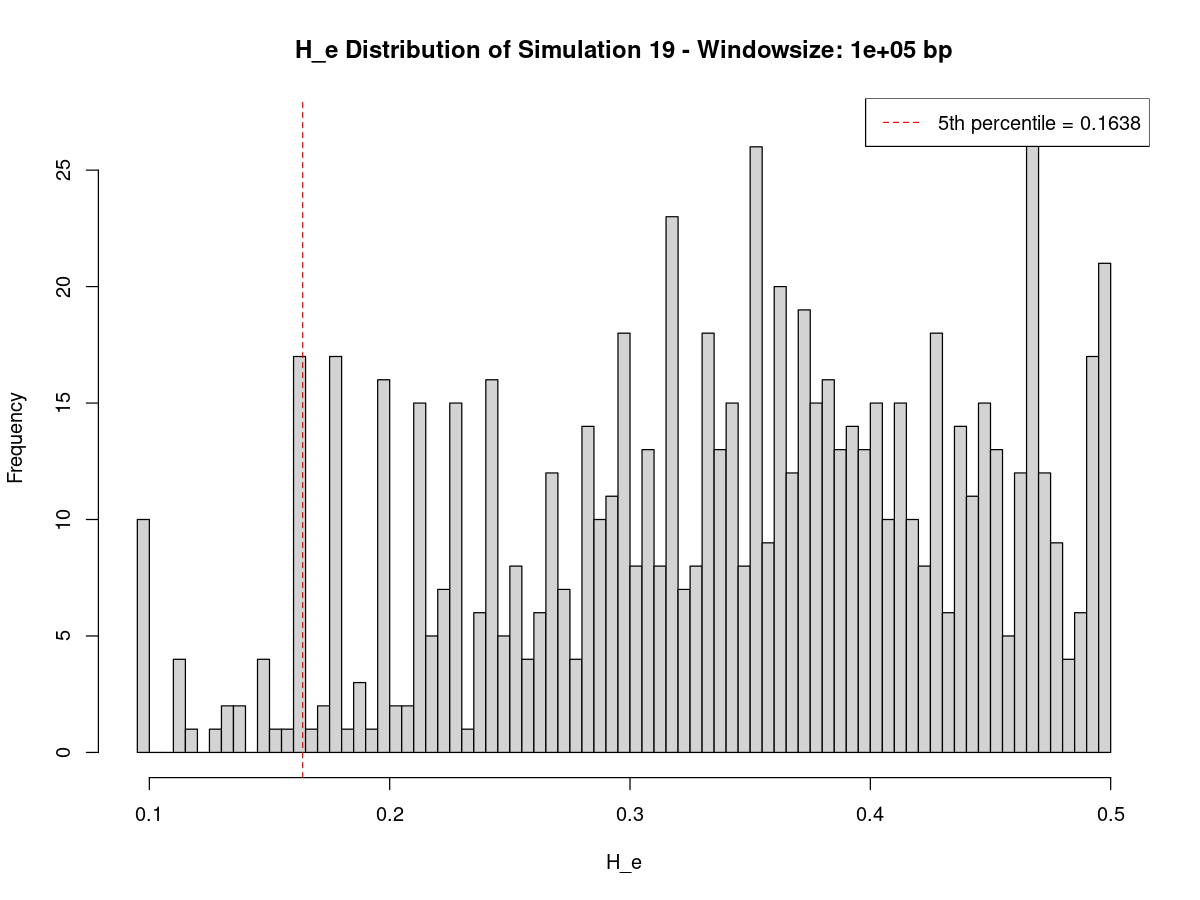 H_e Distribution of Simulation 19 - Windowsize: 1e+05 bp
5th percentile = 0.1638
Frequency
25
20
15
10
5
0
0.1 0.2 0.3 0.4 0.5
H_e